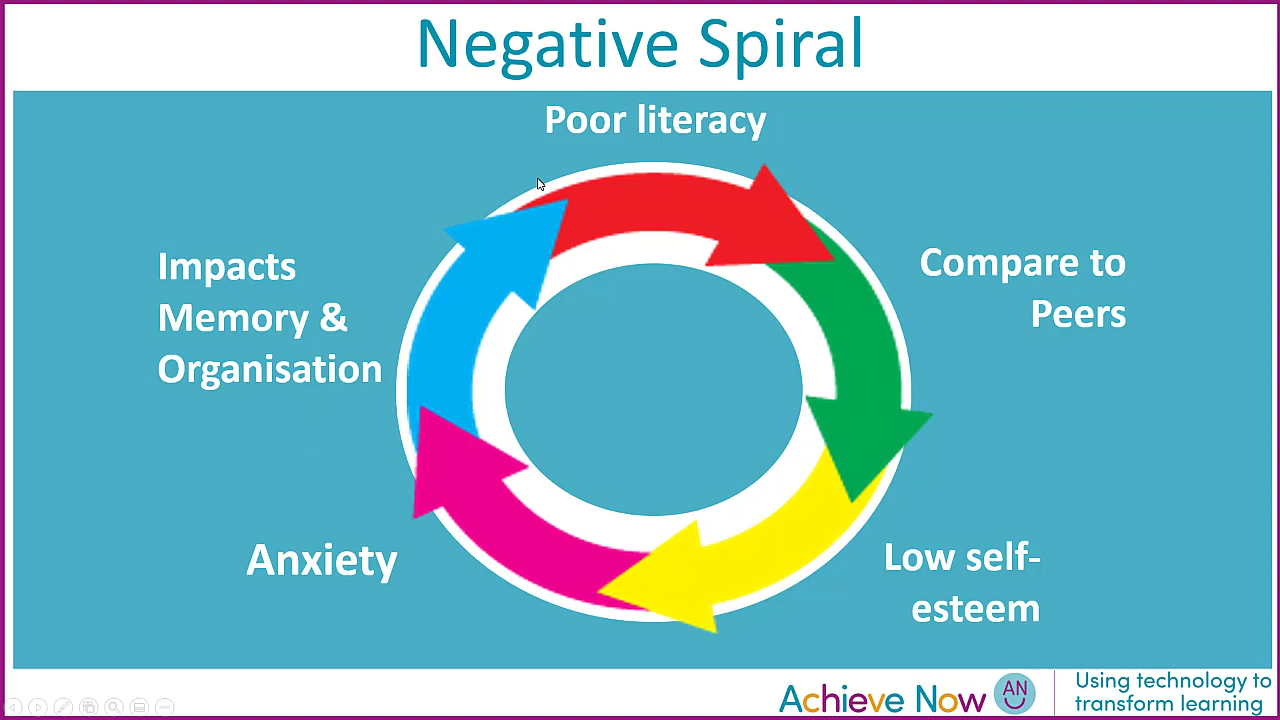 Negative Spiral
Poor literacy
Compare to
Peers
Low self-
esteem
Anxiety
Impacts
Memory &
Organisation
Achieve Now
AN
Using technology to
transform learning